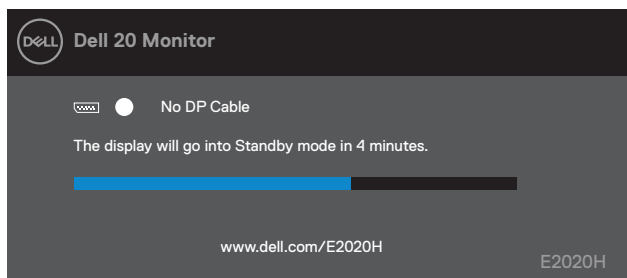 DELL Dell 20 Monitor
No DP Cable
The display will go into Standby mode in 4 minutes.
www.dell.com/E2020H
E2020H